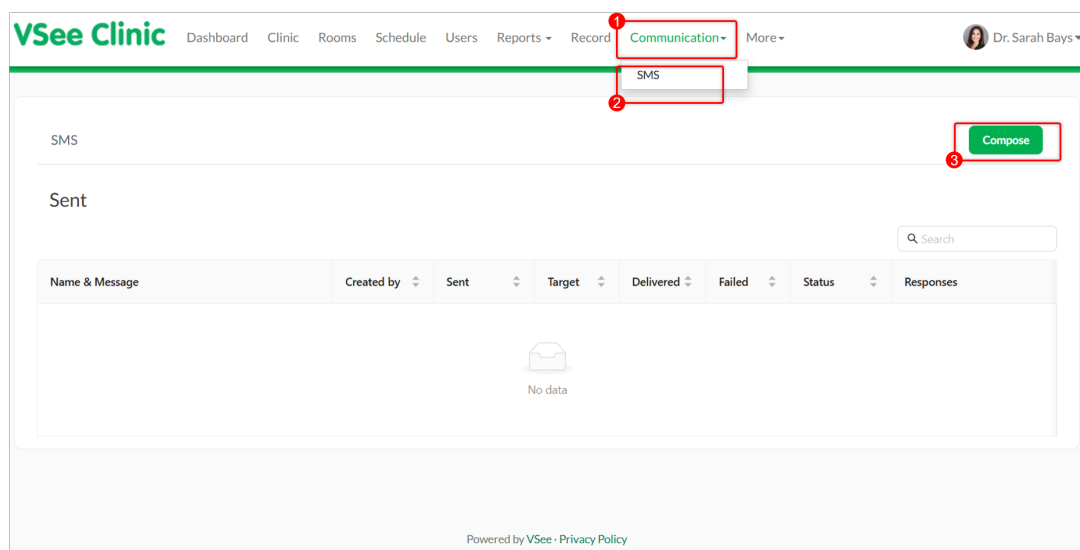 VSee Clinic Dashboard Clinic Rooms Schedule Users Reports Record Communication More Dr. Sarah Bays
1
SMS
2
SMS Compose
3
Sent
Search
Name & Message Created by Sent Target Delivered Failed Status Responses
No data
Powered by VSee · Privacy Policy